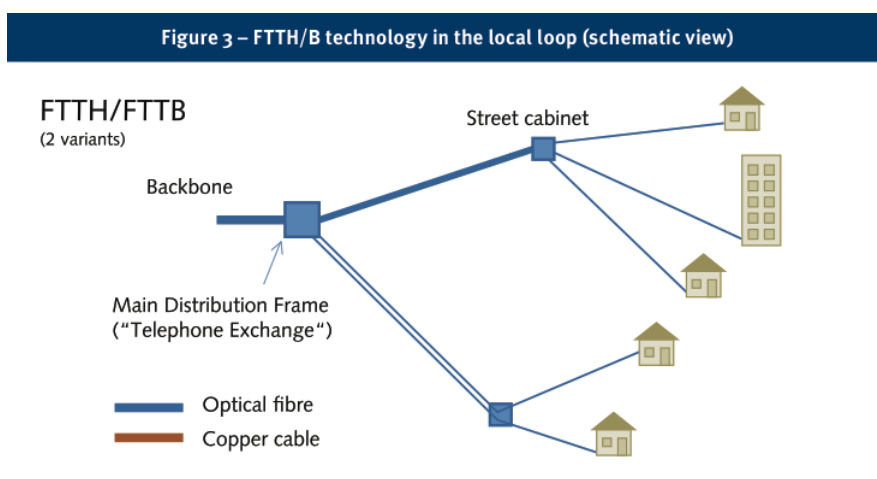 Figure 3 – FTTH/B technology in the local loop (schematic view)
FTTH/FTTB
(2 variants)
Street cabinet
Backbone
Main Distribution Frame
(“Telephone Exchange“)
Optical fibre
Copper cable